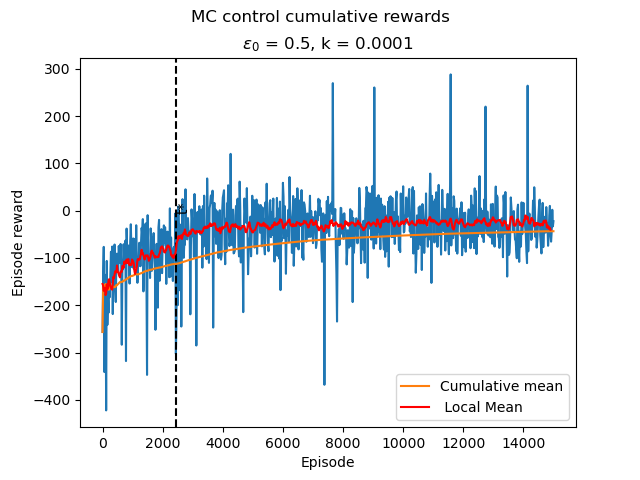 MC control cumulative rewards
ε₀ = 0.5, k = 0.0001
Episode reward
300
200
100
0
−100
−200
−300
−400
Cumulative mean
Local Mean
0
2000
4000
6000
8000
10000
12000
14000
Episode